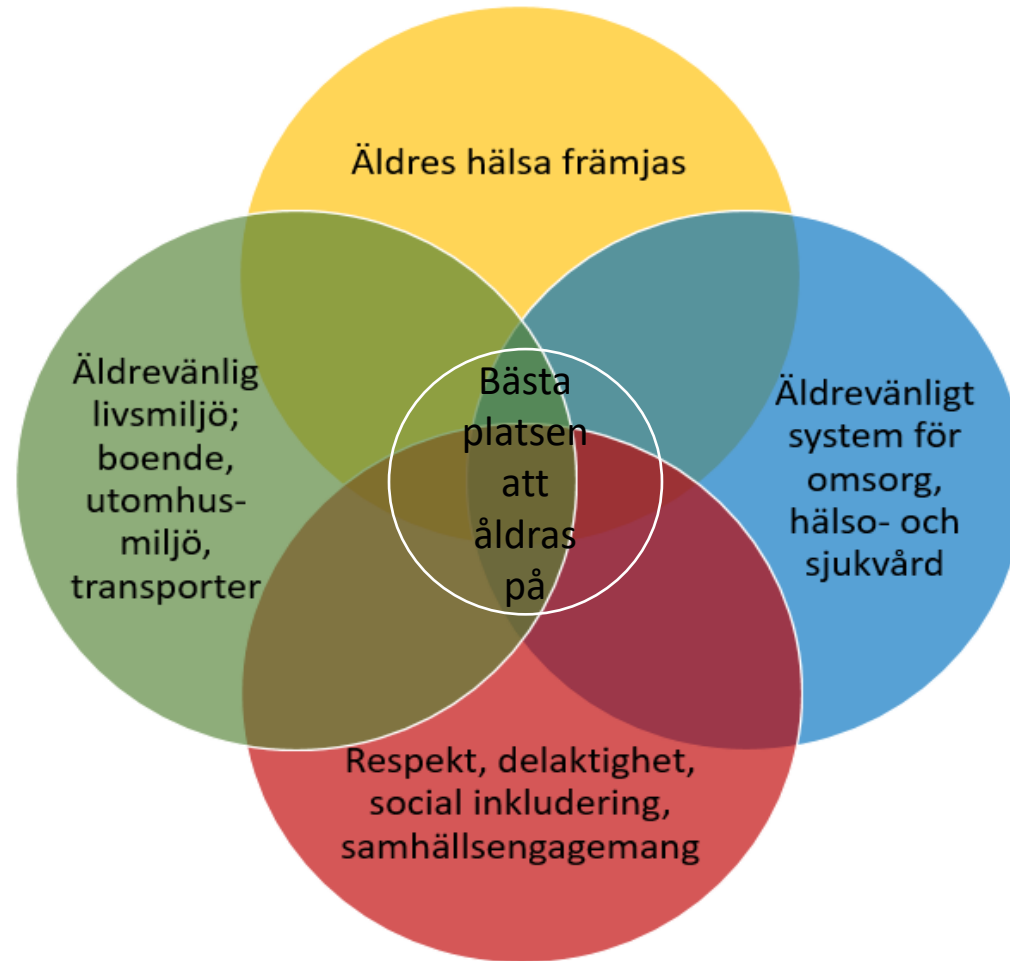 Äldres hälsa främjas
Äldrevänlig
livsmiljö;
boende,
utomhus-
miljö,
transporter
Bästa
platsen
att
åldras
på
Äldrevänligt
system för
omsorg,
hälso- och
sjukvård
Respekt, delaktighet,
social inkludering,
samhällsengagemang